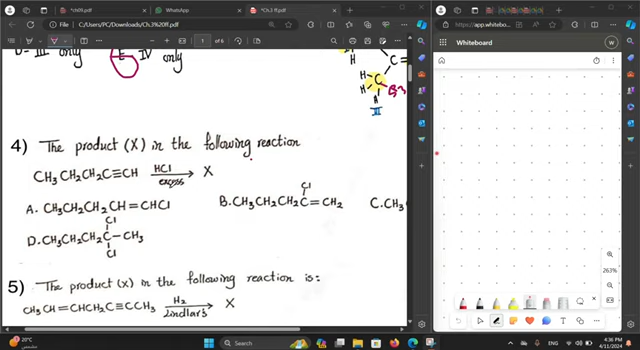 ch09.pdf
WhatsApp
Ch.3 ff.pdf
C:/Users/PC/Downloads/Ch.3%20ff.pdf
app.whiteboard
1 of 6
Whiteboard
W
III only
E IV only
H
H
C
C=
H
Br
H
II
4) The product (X) in the following reaction
CH3CH2CH2C≡CH HCl excess X
A. CH3CH2CH2CH=CHCl
B. CH3CH2CH2C=CH2
Cl
C. CH3
D. CH3CH2CH2C-CH3
Cl
Cl
5) The product (X) in the following reaction is:
CH3CH=CHCH2C≡CCH3 H2 Lindlar's X
263%
20°C
Search
ENG
4:36 PM
4/11/2024